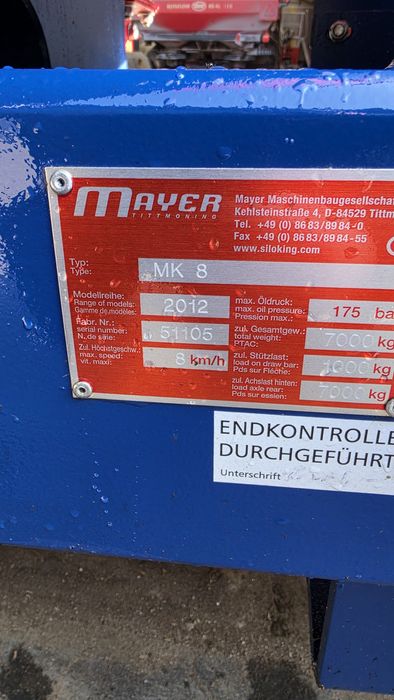 MAYER
TITTMONING
Mayer Maschinenbaugesellscha
Kehlsteinstraße 4, D-84529 Tittm
Tel. +49 (0) 86 83/89 84-0
Fax +49 (0) 86 83/89 84-55
www.siloking.com
Typ:
Type:
MK 8
Modellreihe:
Range of models:
Gamme de modèles:
2012
Fabr. Nr.:
serial number:
N. de série:
51105
zul. Höchstgeschw.:
max. speed:
vit. maxi:
8 km/h
max. Öldruck:
max. oil pressure:
Pression max.:
175 ba
zul. Gesamtgew.:
total weight:
PTAC:
7000 kg
zul. Stützlast:
load on draw bar:
Pds sur Flèche:
1000 kg
zul. Achslast hinten:
load axle rear:
Pds sur essien:
7000 kg
ENDKONTROLLE
DURCHGEFÜHRT
Unterschrift